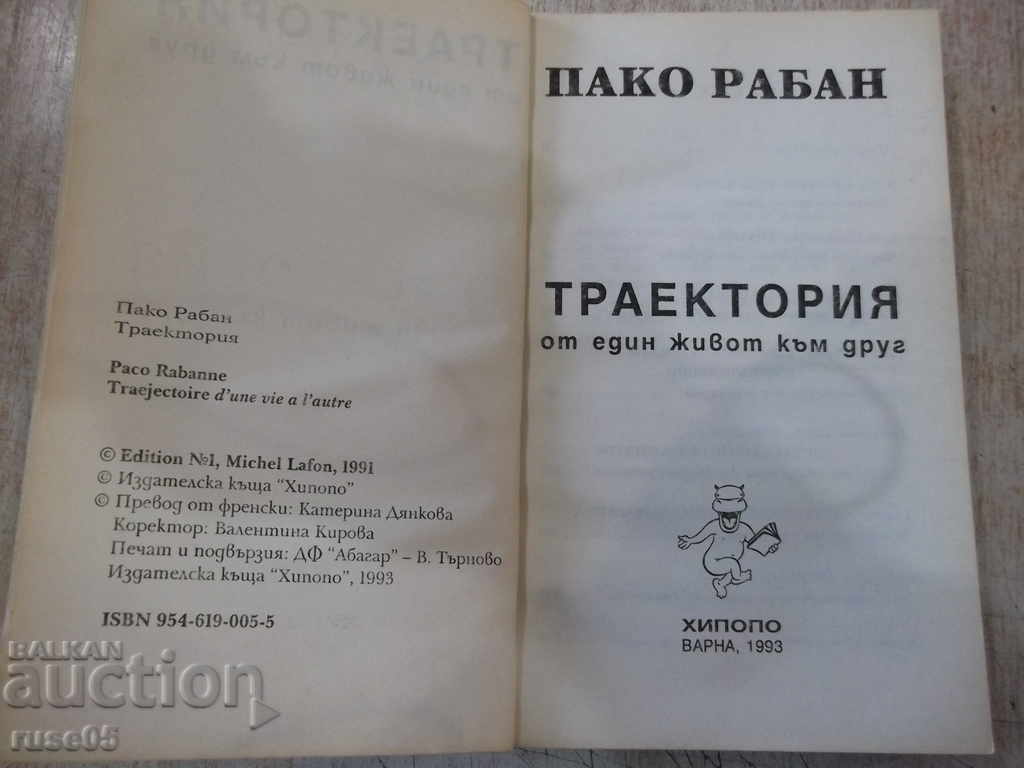 Пако Рабан
Траектория
Paco Rabanne
Traejectoire d'une vie a l'autre
© Edition №1, Michel Lafon, 1991
© Издателска къща "Хипопо"
© Превод от френски: Катерина Дянкова
Коректор: Валентина Кирова
Печат и подвързия: ДФ "Абагар" – В. Търново
Издателска къща "Хипопо", 1993
ISBN 954-619-005-5
ПАКО РАБАН
ТРАЕКТОРИЯ
от един живот към друг
ХИПОПО
ВАРНА, 1993
BALKAN
auction
ruse05